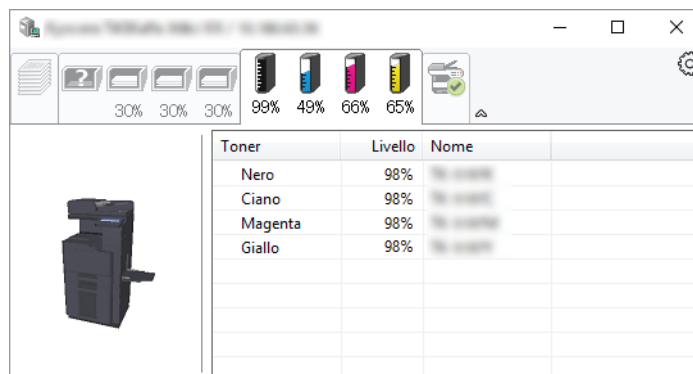 ?
30% 30% 30% 99% 49% 66% 65%
Toner Livello Nome
Nero 98%
Ciano 98%
Magenta 98%
Giallo 98%